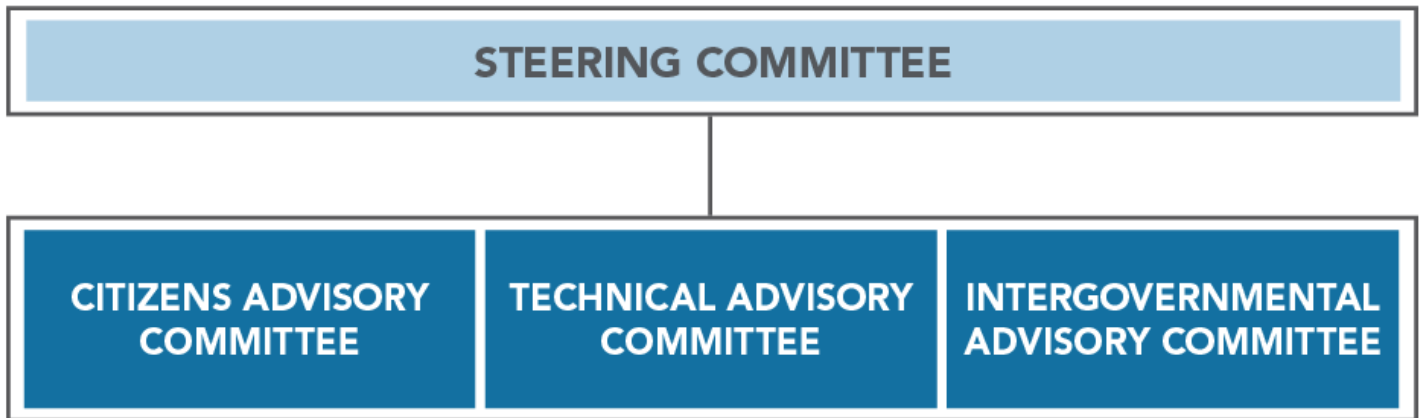 STEERING COMMITTEE
CITIZENS ADVISORY
COMMITTEE
TECHNICAL ADVISORY
COMMITTEE
INTERGOVERNMENTAL
ADVISORY COMMITTEE